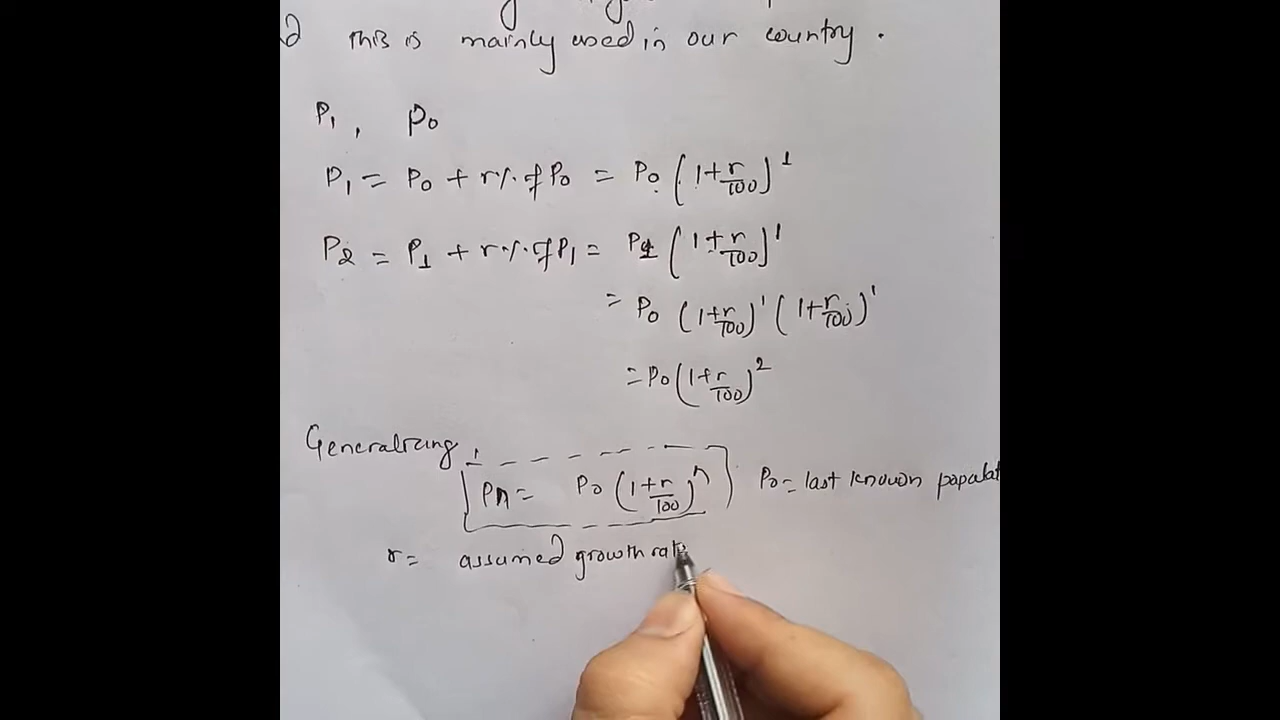 this is mainly used in our country.
P₁, P₀
P₁ = P₀ + r% of P₀ = P₀ (1+r/100)¹
P₂ = P₁ + r% of P₁ = P₁ (1+r/100)¹
= P₀ (1+r/100)¹ (1+r/100)¹
= P₀ (1+r/100)²
Generalizing,
Pn = P₀ (1+r/100)ⁿ P₀ = last known populat
r = assumed growth rate